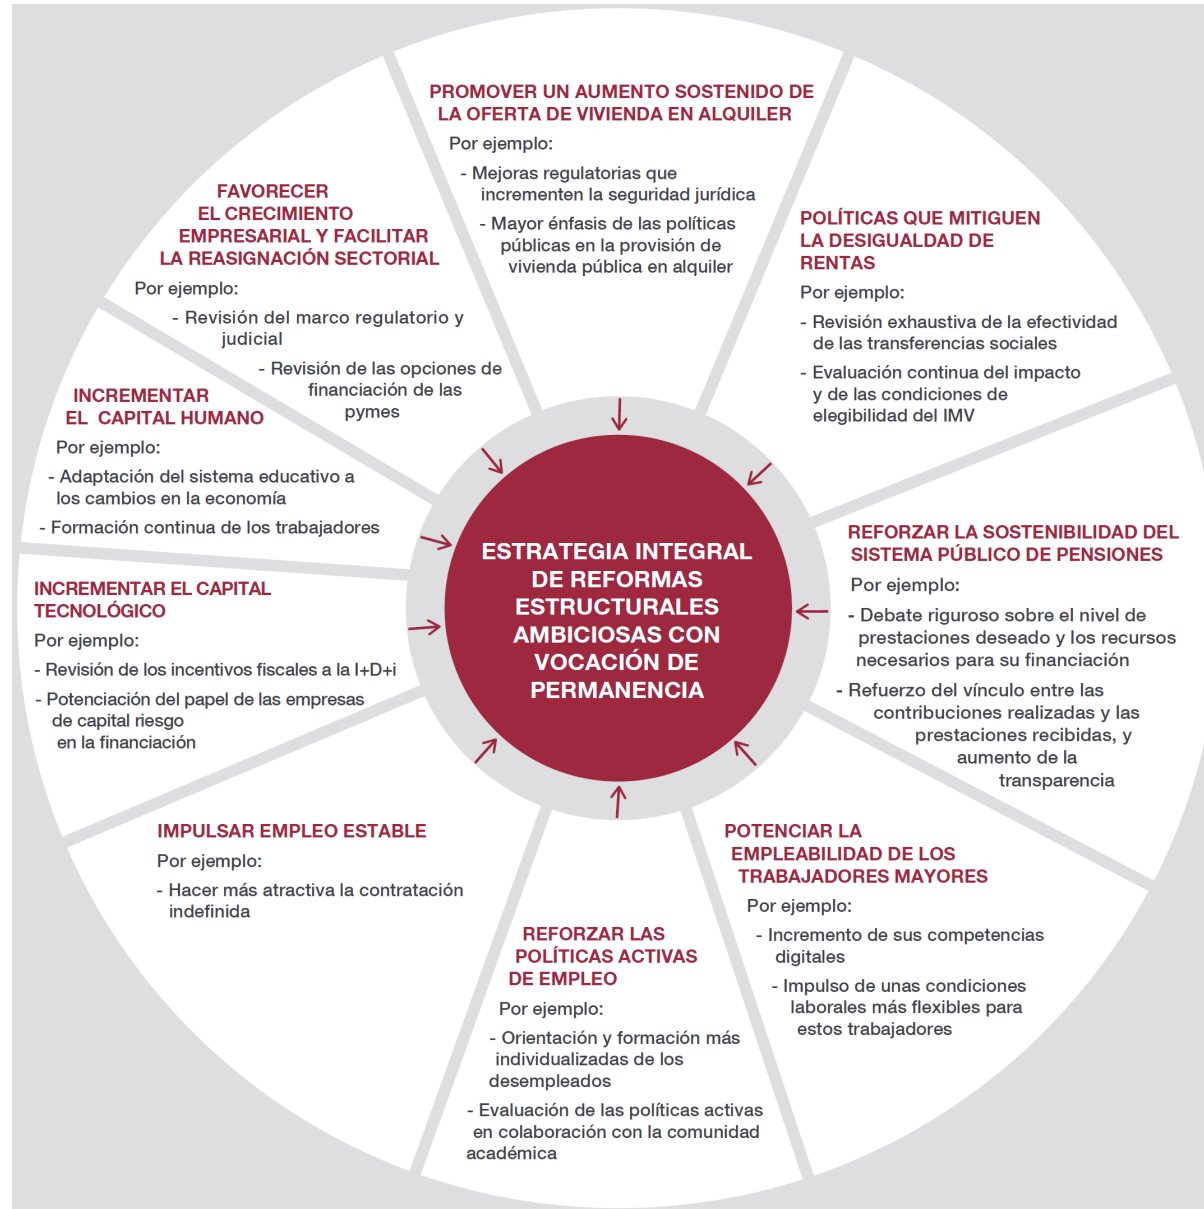 PROMOVER UN AUMENTO SOSTENIDO DE
LA OFERTA DE VIVIENDA EN ALQUILER
Por ejemplo:
- Mejoras regulatorias que
incrementen la seguridad jurídica
- Mayor énfasis de las políticas
públicas en la provisión de
vivienda pública en alquiler
POLÍTICAS QUE MITIGUEN
LA DESIGUALDAD DE
RENTAS
Por ejemplo:
- Revisión exhaustiva de la efectividad
de las transferencias sociales
- Evaluación continua del impacto
y de las condiciones de
elegibilidad del IMV
REFORZAR LA SOSTENIBILIDAD DEL
SISTEMA PÚBLICO DE PENSIONES
Por ejemplo:
- Debate riguroso sobre el nivel de
prestaciones deseado y los recursos
necesarios para su financiación
- Refuerzo del vínculo entre las
contribuciones realizadas y las
prestaciones recibidas, y
aumento de la
transparencia
POTENCIAR LA
EMPLEABILIDAD DE LOS
TRABAJADORES MAYORES
Por ejemplo:
- Incremento de sus competencias
digitales
- Impulso de unas condiciones
laborales más flexibles para
estos trabajadores
REFORZAR LAS
POLÍTICAS ACTIVAS
DE EMPLEO
Por ejemplo:
- Orientación y formación más
individualizadas de los
desempleados
- Evaluación de las políticas activas
en colaboración con la comunidad
académica
IMPULSAR EMPLEO ESTABLE
Por ejemplo:
- Hacer más atractiva la contratación
indefinida
INCREMENTAR EL CAPITAL
TECNOLÓGICO
Por ejemplo:
- Revisión de los incentivos fiscales a la I+D+i
- Potenciación del papel de las empresas
de capital riesgo
en la financiación
INCREMENTAR
EL CAPITAL HUMANO
Por ejemplo:
- Adaptación del sistema educativo a
los cambios en la economía
- Formación continua de los trabajadores
FAVORECER
EL CRECIMIENTO
EMPRESARIAL Y FACILITAR
LA REASIGNACIÓN SECTORIAL
Por ejemplo:
- Revisión del marco regulatorio y
judicial
- Revisión de las opciones de
financiación de las
pymes
ESTRATEGIA INTEGRAL
DE REFORMAS
ESTRUCTURALES
AMBICIOSAS CON
VOCACIÓN DE
PERMANENCIA